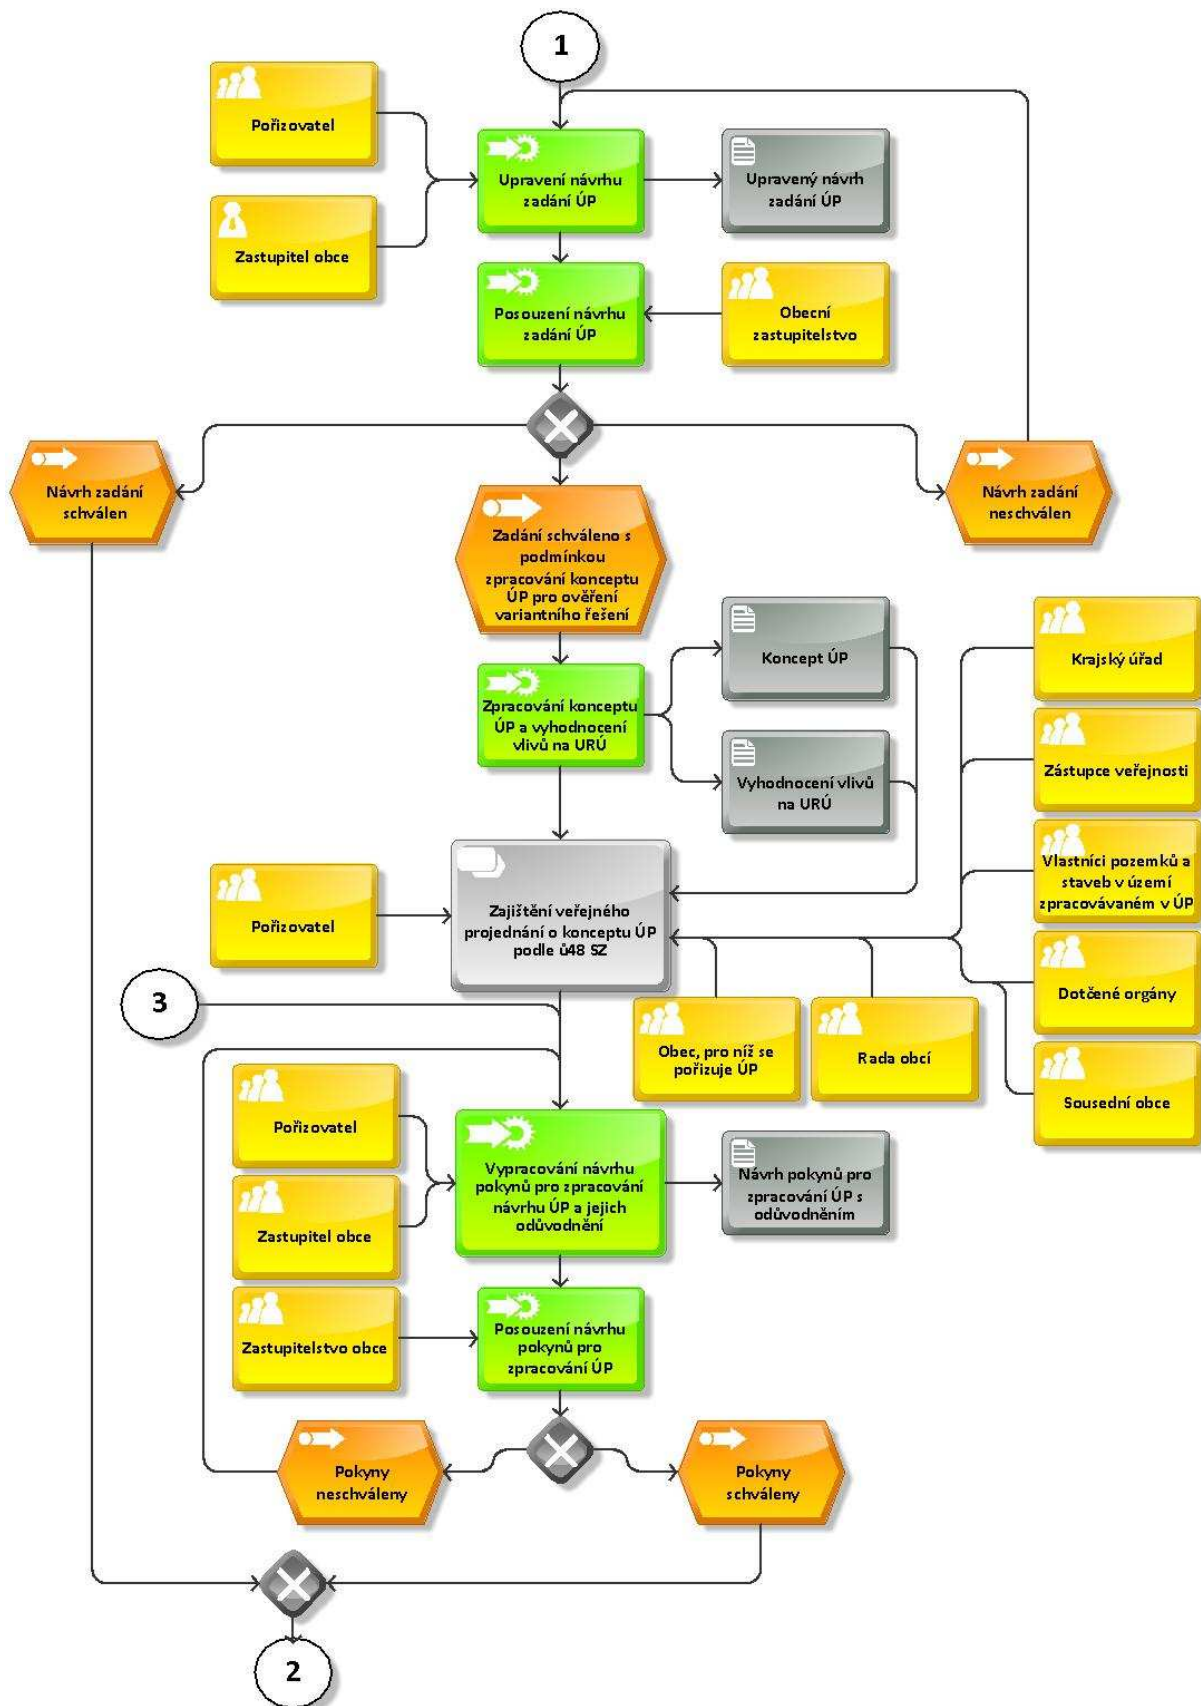 1
Pořizovatel
Upravení návrhu
zadání ÚP
Upravený návrh
zadání ÚP
Zastupitel obce
Posouzení návrhu
zadání ÚP
Obecní
zastupitelstvo
Návrh zadání
schválen
Návrh zadání
neschválen
Zadání schváleno s
podmínkou
zpracování konceptu
ÚP pro ověření
variantního řešení
Koncept ÚP
Krajský úřad
Zpracování konceptu
ÚP a vyhodnocení
vlivů na URÚ
Vyhodnocení vlivů
na URÚ
Zástupce veřejnosti
Vlastníci pozemků a
staveb v území
zpracovávaném v ÚP
Pořizovatel
Zajištění veřejného
projednání o konceptu ÚP
podle ů48 SZ
Dotčené orgány
3
Obec, pro níž se
pořizuje ÚP
Rada obcí
Sousední obce
Pořizovatel
Vypracování návrhu
pokynů pro zpracování
návrhu ÚP a jejich
odůvodnění
Návrh pokynů pro
zpracování ÚP s
odůvodněním
Zastupitel obce
Zastupitelstvo obce
Posouzení návrhu
pokynů pro
zpracování ÚP
Pokyny
neschváleny
Pokyny
schváleny
2